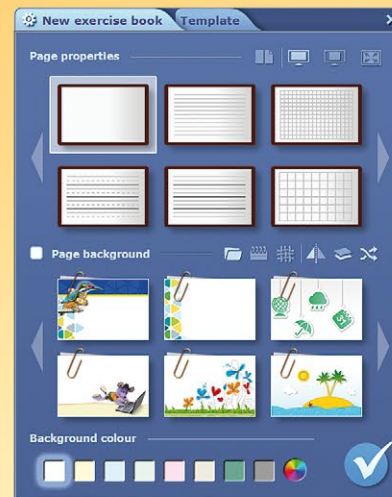 New exercise book Template
Page properties
Page background
Background colour